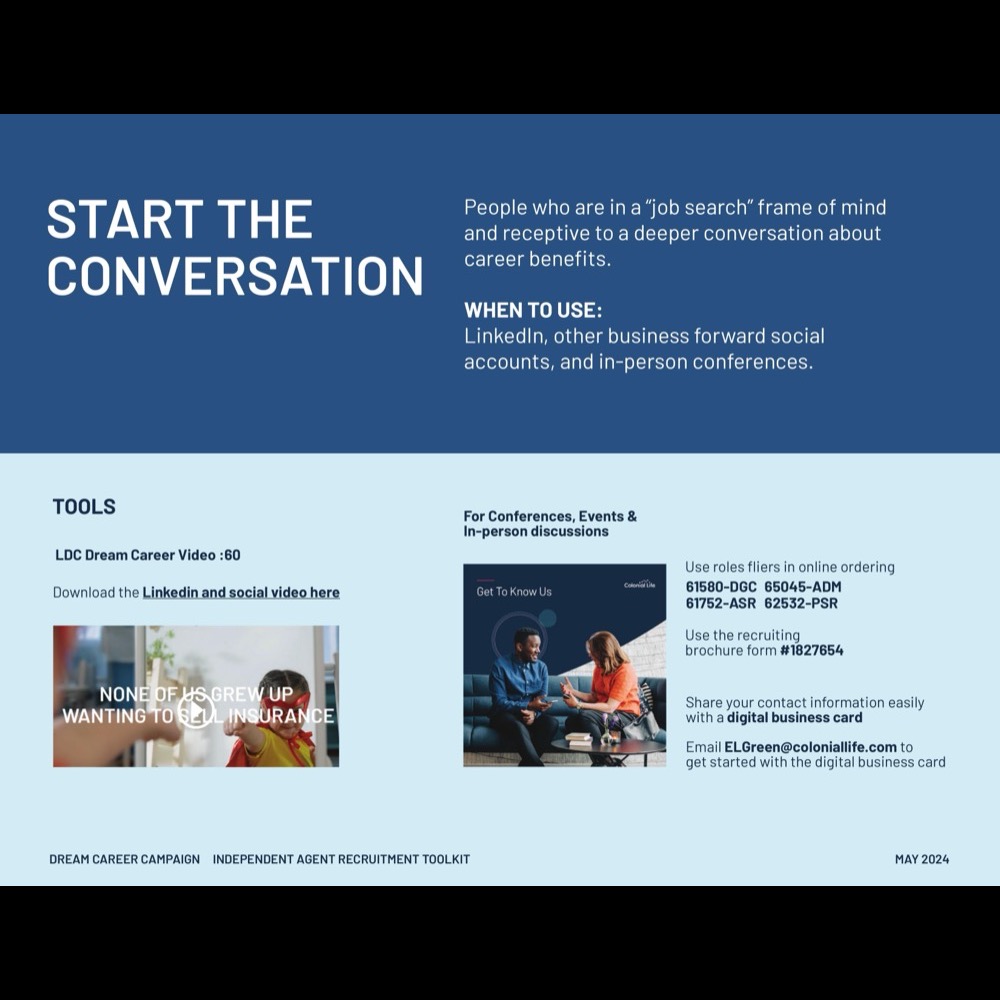 START THE
CONVERSATION
People who are in a “job search” frame of mind
and receptive to a deeper conversation about
career benefits.
WHEN TO USE:
LinkedIn, other business forward social
accounts, and in-person conferences.
TOOLS
LDC Dream Career Video :60
Download the Linkedin and social video here
NONE OF US GREW UP
WANTING TO SELL INSURANCE
For Conferences, Events &
In-person discussions
Get To Know Us
Colonial Life
Use roles fliers in online ordering
61580-DGC 65045-ADM
61752-ASR 62532-PSR
Use the recruiting
brochure form #1827654
Share your contact information easily
with a digital business card
Email ELGreen@coloniallife.com to
get started with the digital business card
DREAM CAREER CAMPAIGN INDEPENDENT AGENT RECRUITMENT TOOLKIT
MAY 2024